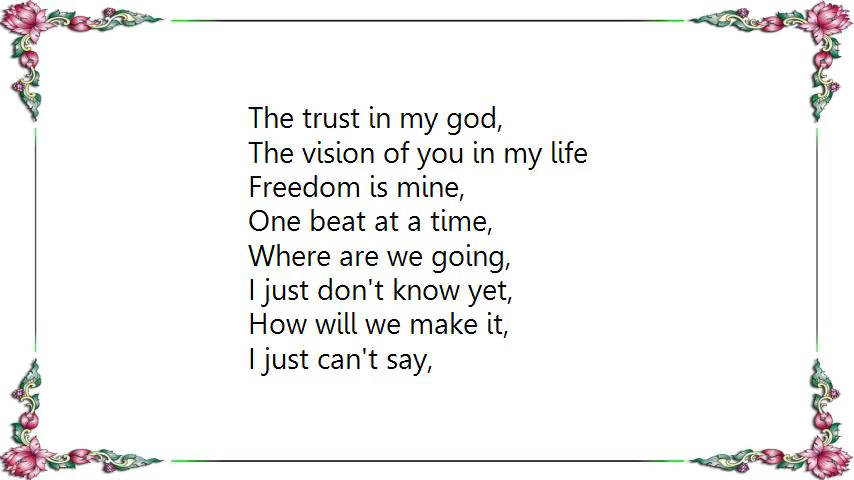 The trust in my god,
The vision of you in my life
Freedom is mine,
One beat at a time,
Where are we going,
I just don't know yet,
How will we make it,
I just can't say,